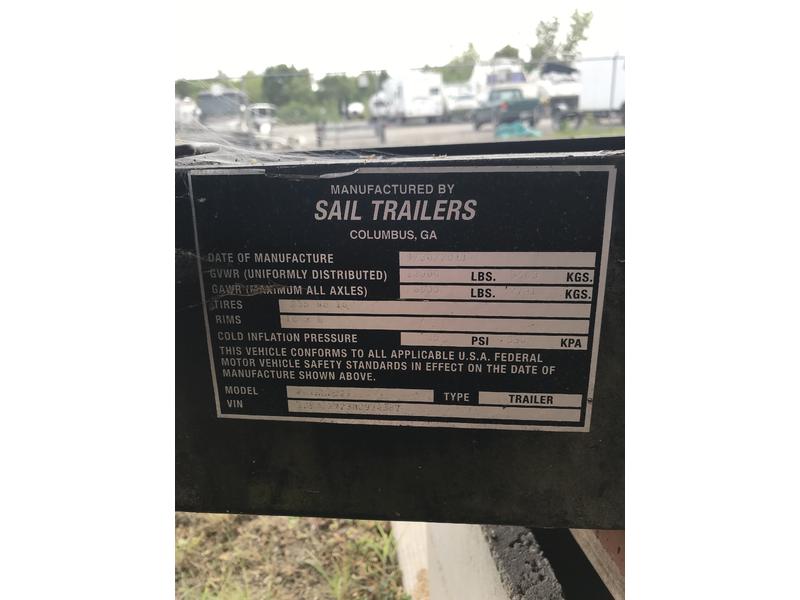 MANUFACTURED BY
SAIL TRAILERS
COLUMBUS, GA
DATE OF MANUFACTURE
GVWR (UNIFORMLY DISTRIBUTED) LBS. KGS.
GAWR (MAXIMUM ALL AXLES) LBS. KGS.
TIRES
RIMS
COLD INFLATION PRESSURE PSI KPA
THIS VEHICLE CONFORMS TO ALL APPLICABLE U.S.A. FEDERAL
MOTOR VEHICLE SAFETY STANDARDS IN EFFECT ON THE DATE OF
MANUFACTURE SHOWN ABOVE.
MODEL TYPE TRAILER
VIN